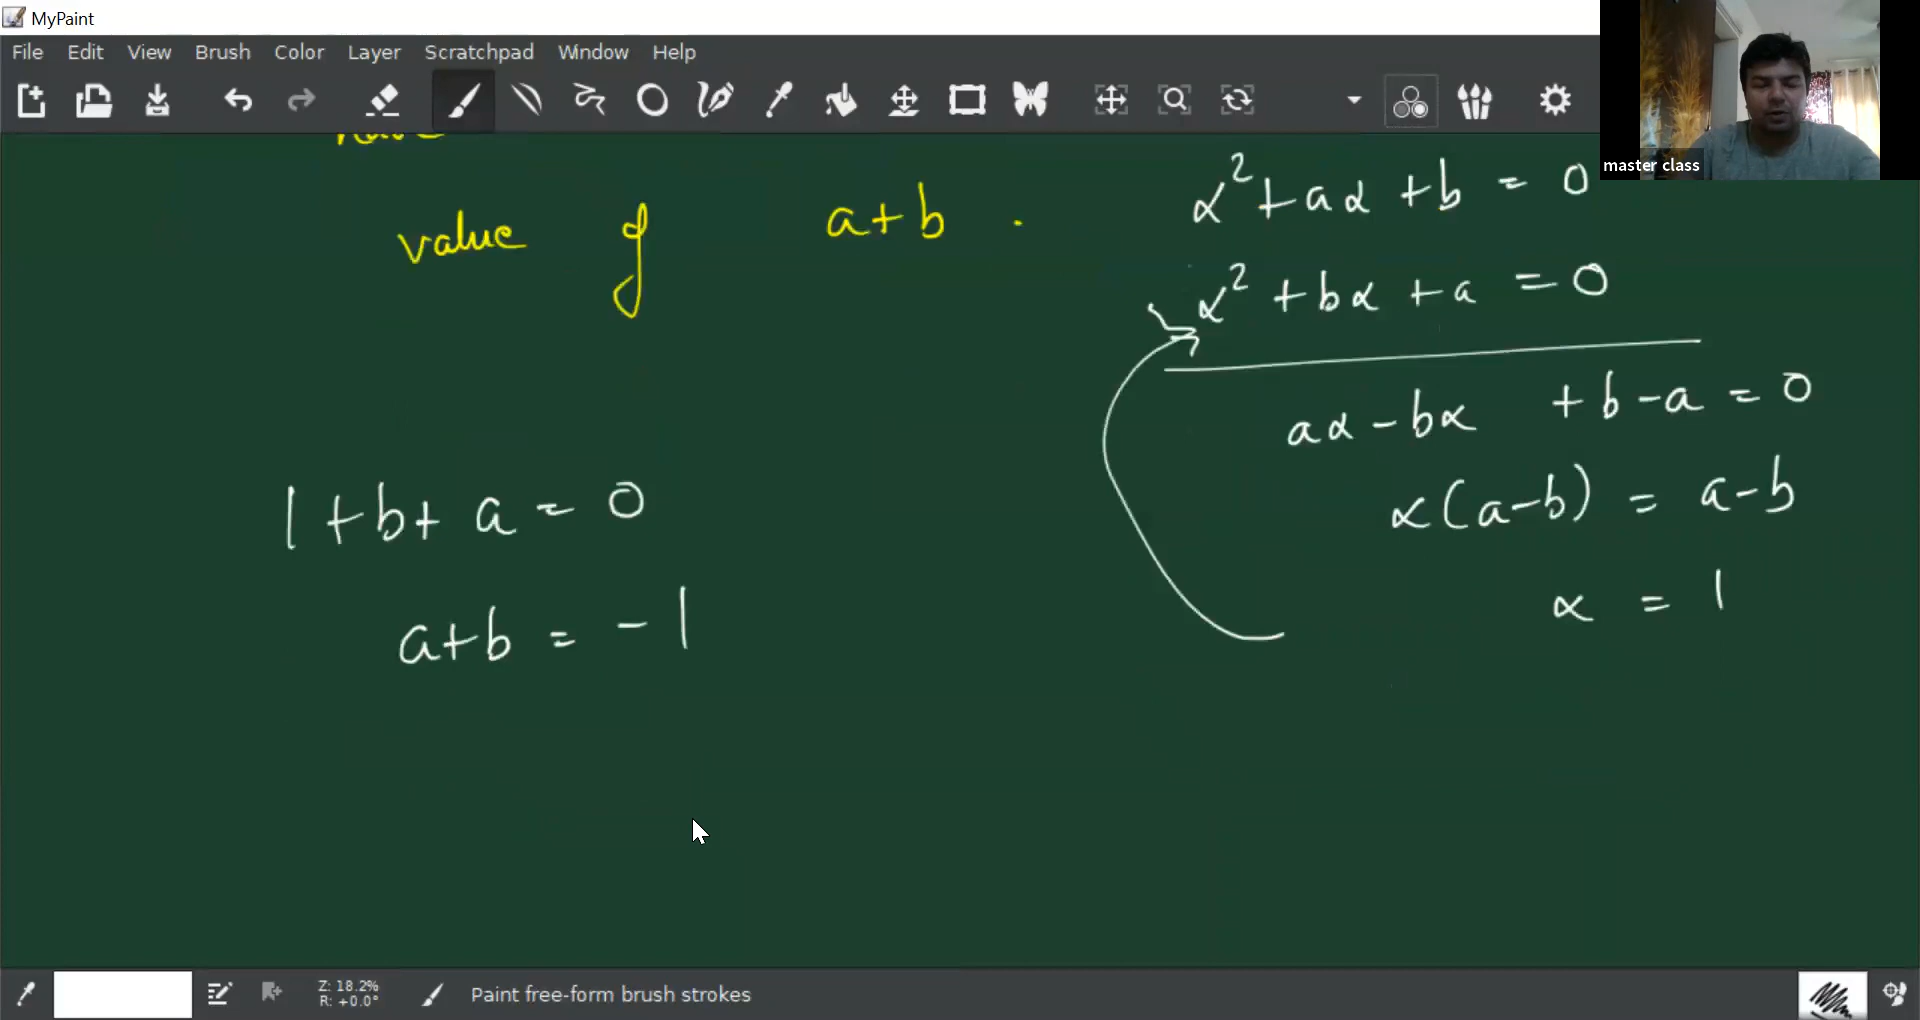 MyPaint
File Edit View Brush Color Layer Scratchpad Window Help
master class
value of a+b .
α²+aα+b = 0
α²+bα+a = 0
aα-bα +b-a = 0
α(a-b) = a-b
α = 1
1+b+a = 0
a+b = -1
Z: 18.2%
R: +0.0°
Paint free-form brush strokes